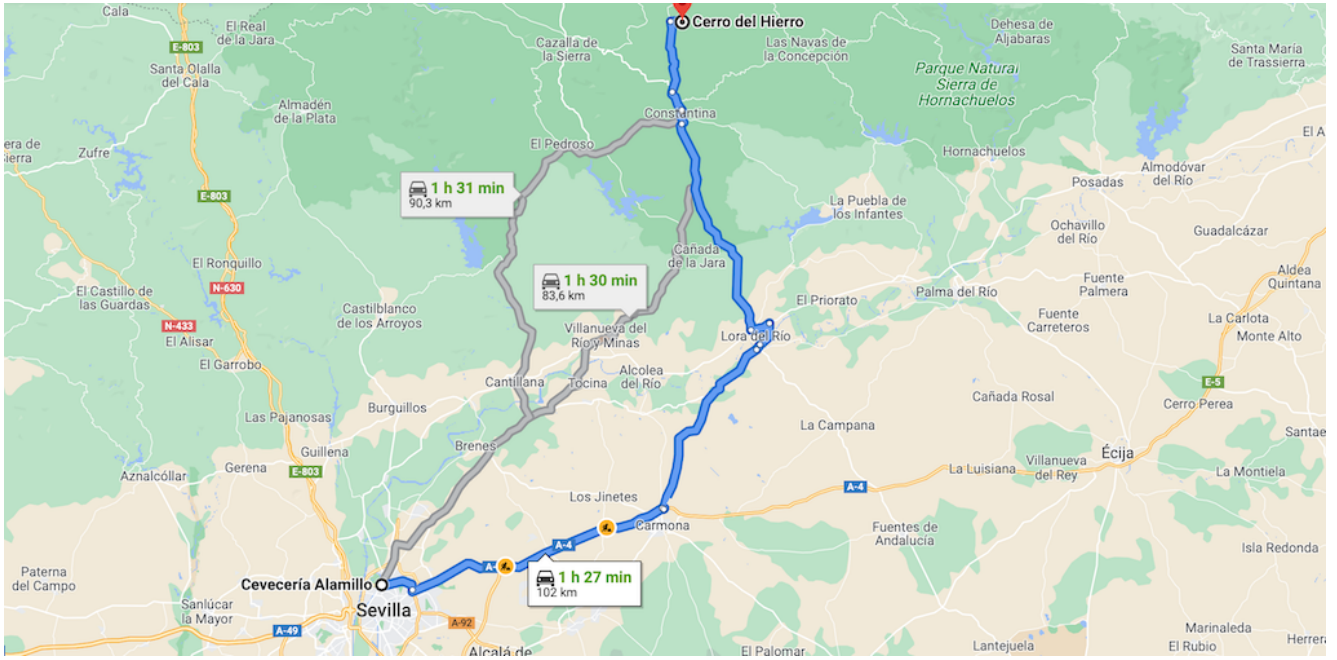 Cala
El Real
de la Jara
E-803
Santa Olalla
del Cala
Almadén
de la Plata
Cazalla de
la Sierra
Cerro del Hierro
Las Navas de
la Concepción
Dehesa de
Aljabaras
Santa María
de Trassierra
Parque Natural
Sierra de
Hornachuelos
era de
Sierra
Zufre
Constantina
El Pedroso
Hornachuelos
El A
Almodóvar
del Río
Posadas
E-803
1 h 31 min
90,3 km
La Puebla de
los Infantes
Ochavillo
del Río
Guadalcázar
El Ronquillo
Cañada
de la Jara
El Castillo de
las Guardas
N-630
1 h 30 min
83,6 km
Fuente
Palmera
Aldea
Quintana
Palma del Río
El Priorato
Castilblanco
de los Arroyos
N-433
El Alisar
Villanueva del
Río y Minas
Lora del Río
Fuente
Carreteros
La Carlota
Monte Alto
El Garrobo
Cantillana
Tocina
Alcolea
del Río
E-5
Cañada Rosal
Cerro Perea
Las Pajanosas
Burguillos
La Campana
Santae
Guillena
Brenes
Écija
Aznalcóllar
Gerena
E-803
La Luisiana
Villanueva
del Rey
La Montiela
Los Jinetes
A-4
Carmona
Fuentes de
Andalucía
A-4
Isla Redonda
A-
1 h 27 min
102 km
Paterna
del Campo
Cevecería Alamillo
Sevilla
Sanlúcar
la Mayor
A-49
A-92
Alcalá de
El Palomar
Marinaleda
El Rubio
Herrera
Lantejuela